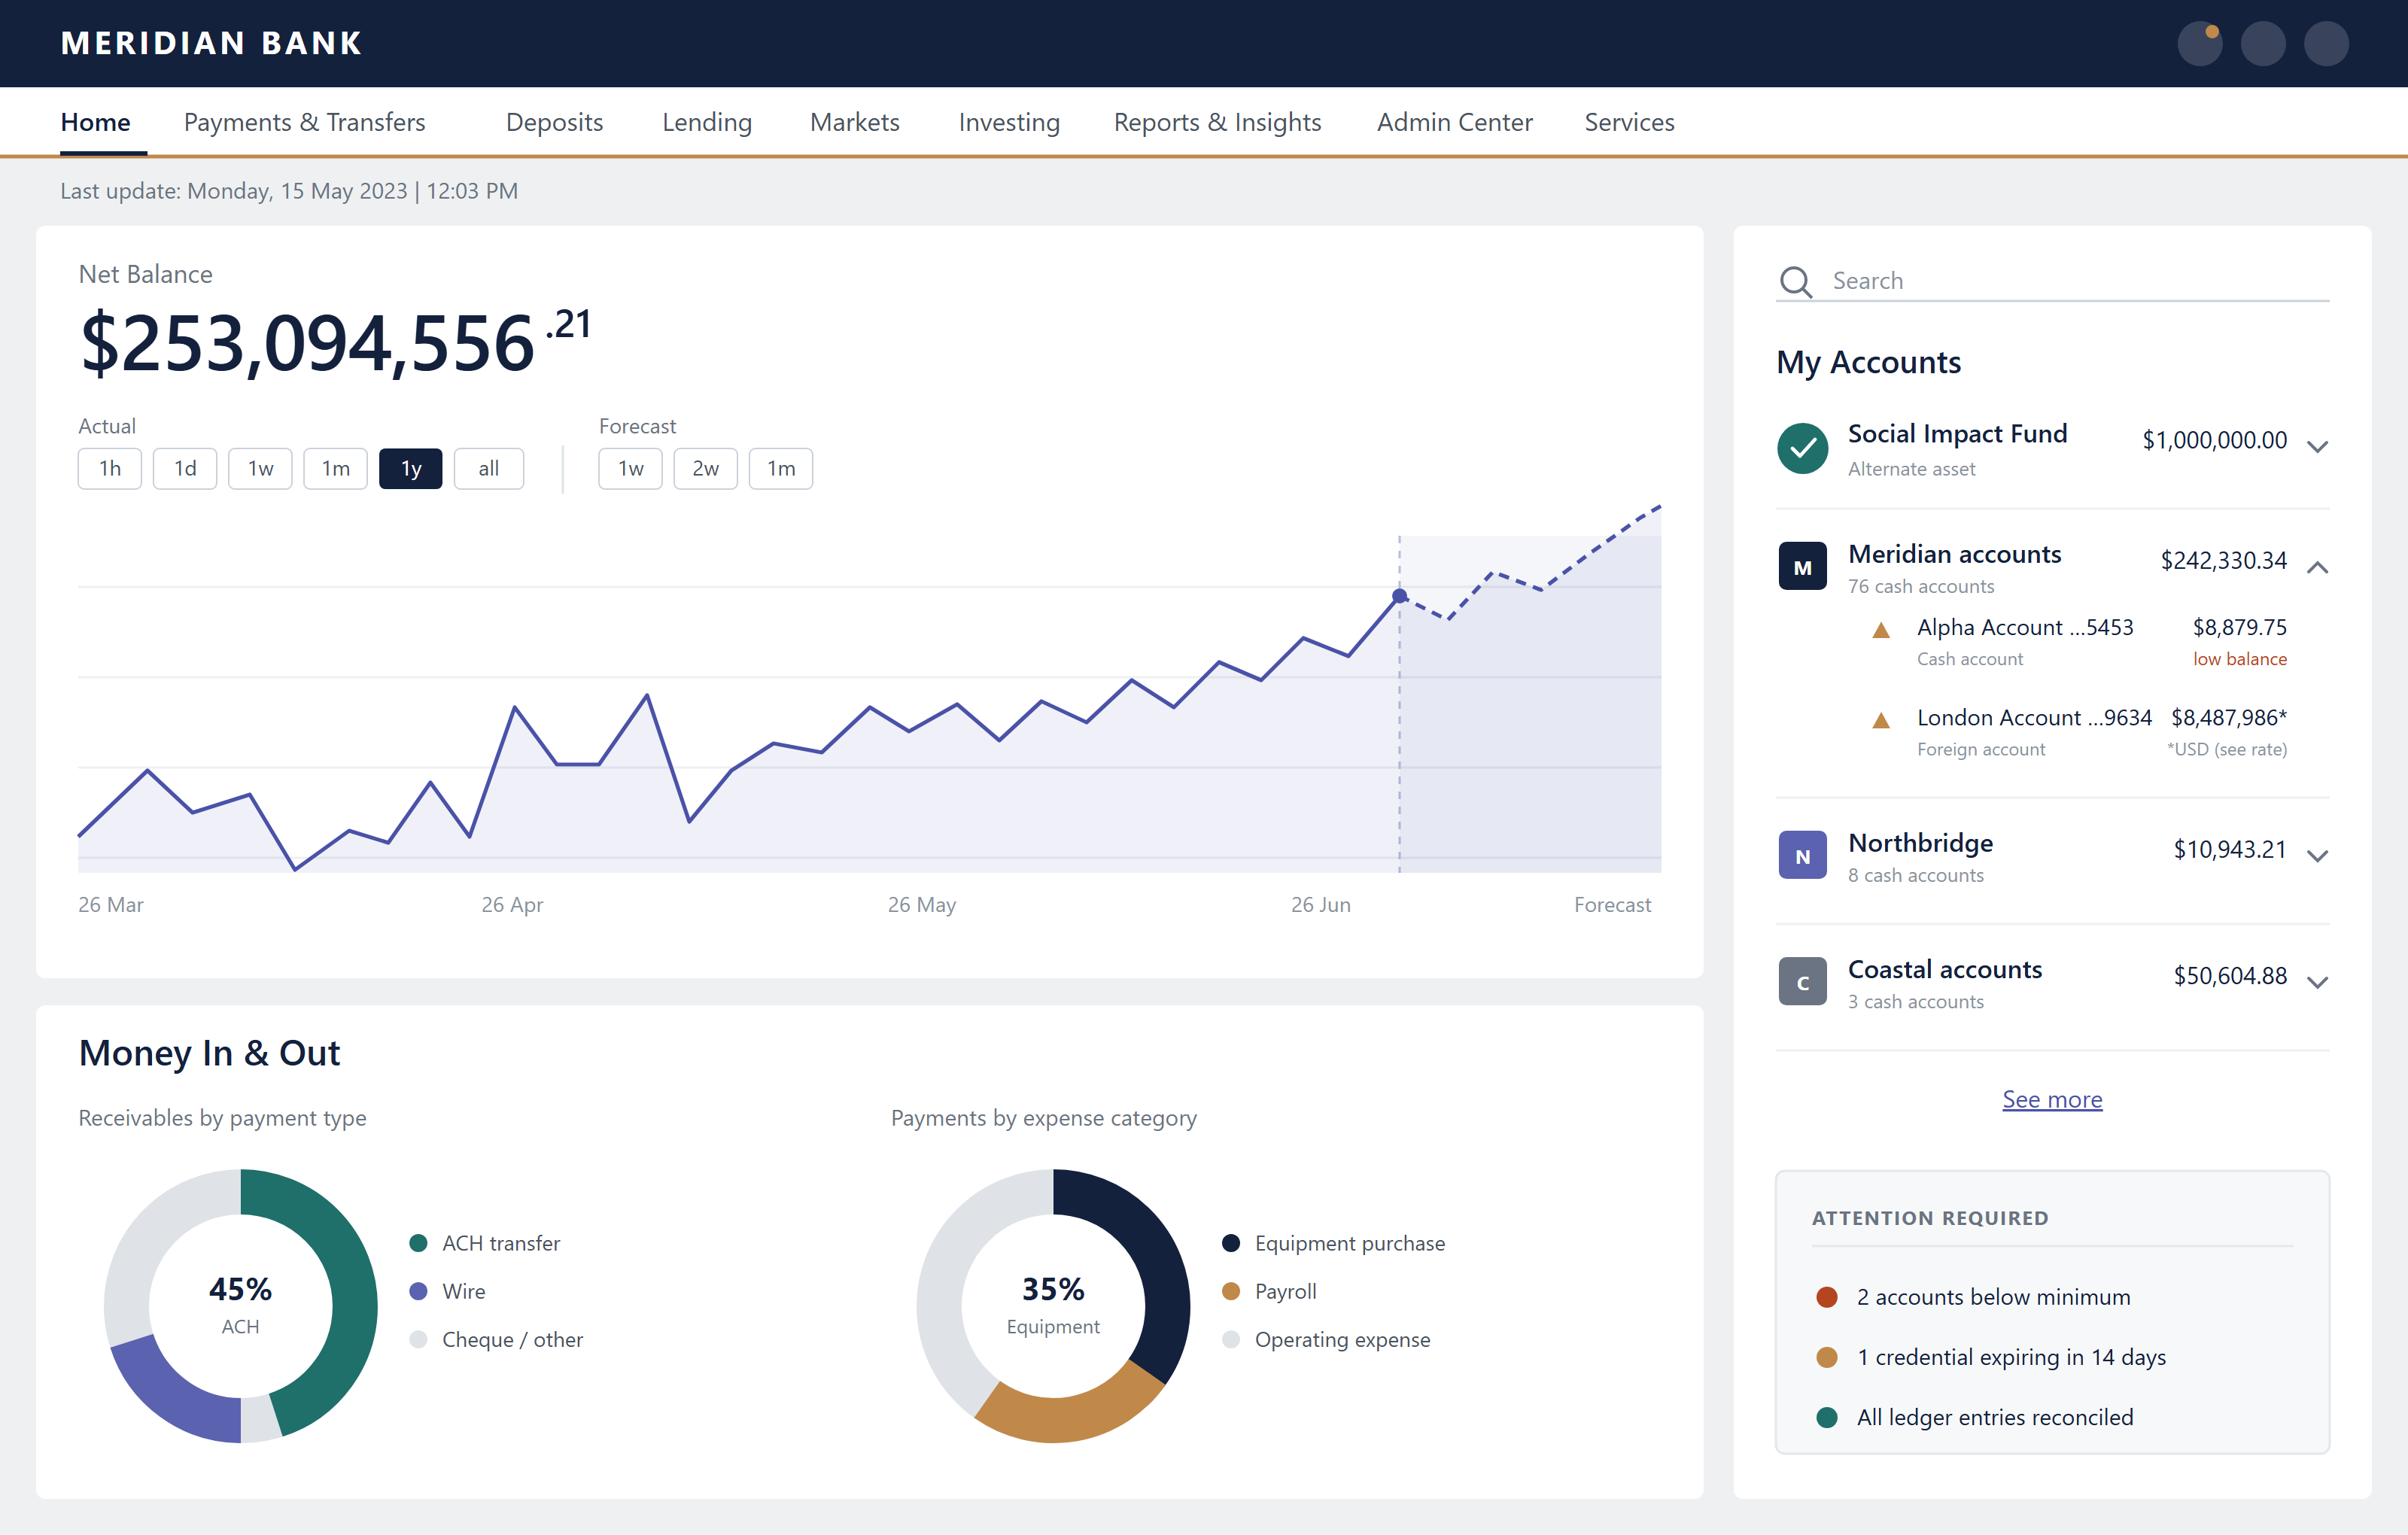 MERIDIAN BANK
Home Payments & Transfers Deposits Lending Markets Investing Reports & Insights Admin Center Services
Last update: Monday, 15 May 2023 | 12:03 PM
Net Balance
$253,094,556.21
Actual Forecast
1h 1d 1w 1m 1y all 1w 2w 1m
26 Mar 26 Apr 26 May 26 Jun Forecast
Money In & Out
Receivables by payment type
45%
ACH
ACH transfer
Wire
Cheque / other
Payments by expense category
35%
Equipment
Equipment purchase
Payroll
Operating expense
Search
My Accounts
Social Impact Fund $1,000,000.00
Alternate asset
M
Meridian accounts $242,330.34
76 cash accounts
Alpha Account ...5453 $8,879.75
Cash account low balance
London Account ...9634 $8,487,986*
Foreign account *USD (see rate)
N
Northbridge $10,943.21
8 cash accounts
C
Coastal accounts $50,604.88
3 cash accounts
See more
ATTENTION REQUIRED
2 accounts below minimum
1 credential expiring in 14 days
All ledger entries reconciled